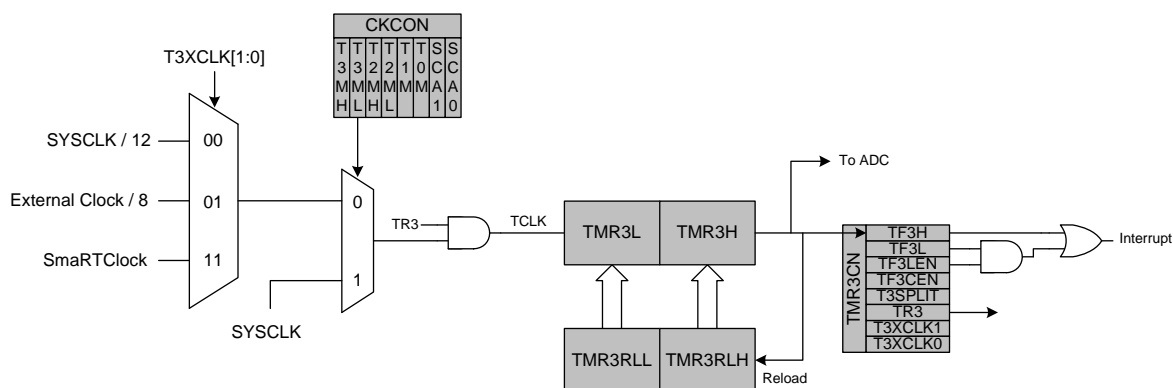 CKCON
T3MH T3ML T2MH T2ML T1M T0M SCA1 SCA0
T3XCLK[1:0]
SYSCLK / 12
00
External Clock / 8
01
SmaRTClock
11
0
1
SYSCLK
TR3
TCLK
TMR3L
TMR3H
To ADC
TMR3RLL
TMR3RLH
Reload
TMR3CN
TF3H
TF3L
TF3LEN
TF3CEN
T3SPLIT
TR3
T3XCLK1
T3XCLK0
Interrupt